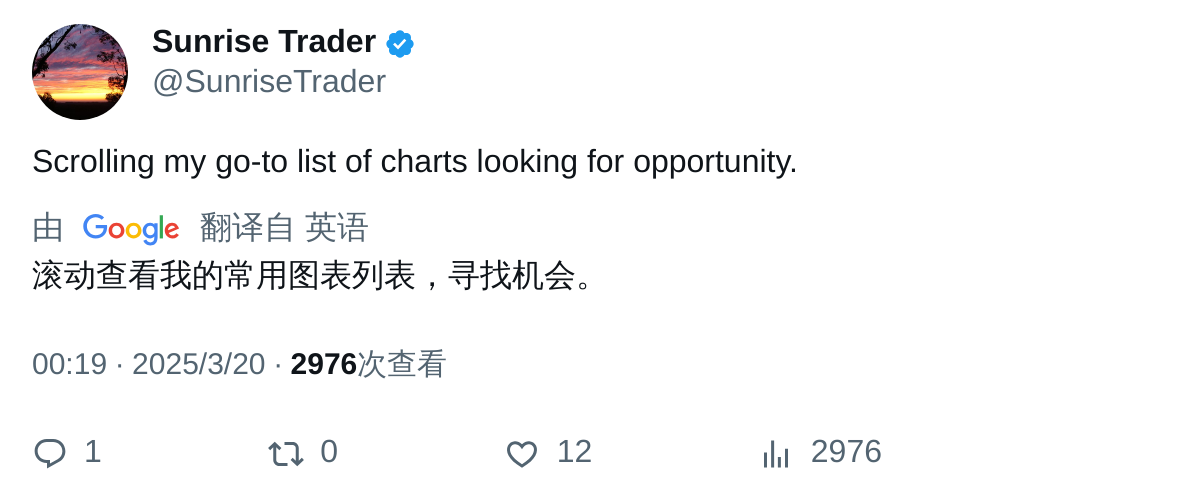 Sunrise Trader
@SunriseTrader
Scrolling my go-to list of charts looking for opportunity.
由 Google 翻译自 英语
滚动查看我的常用图表列表，寻找机会。
00:19 · 2025/3/20 · 2976次查看
1 0 12 2976